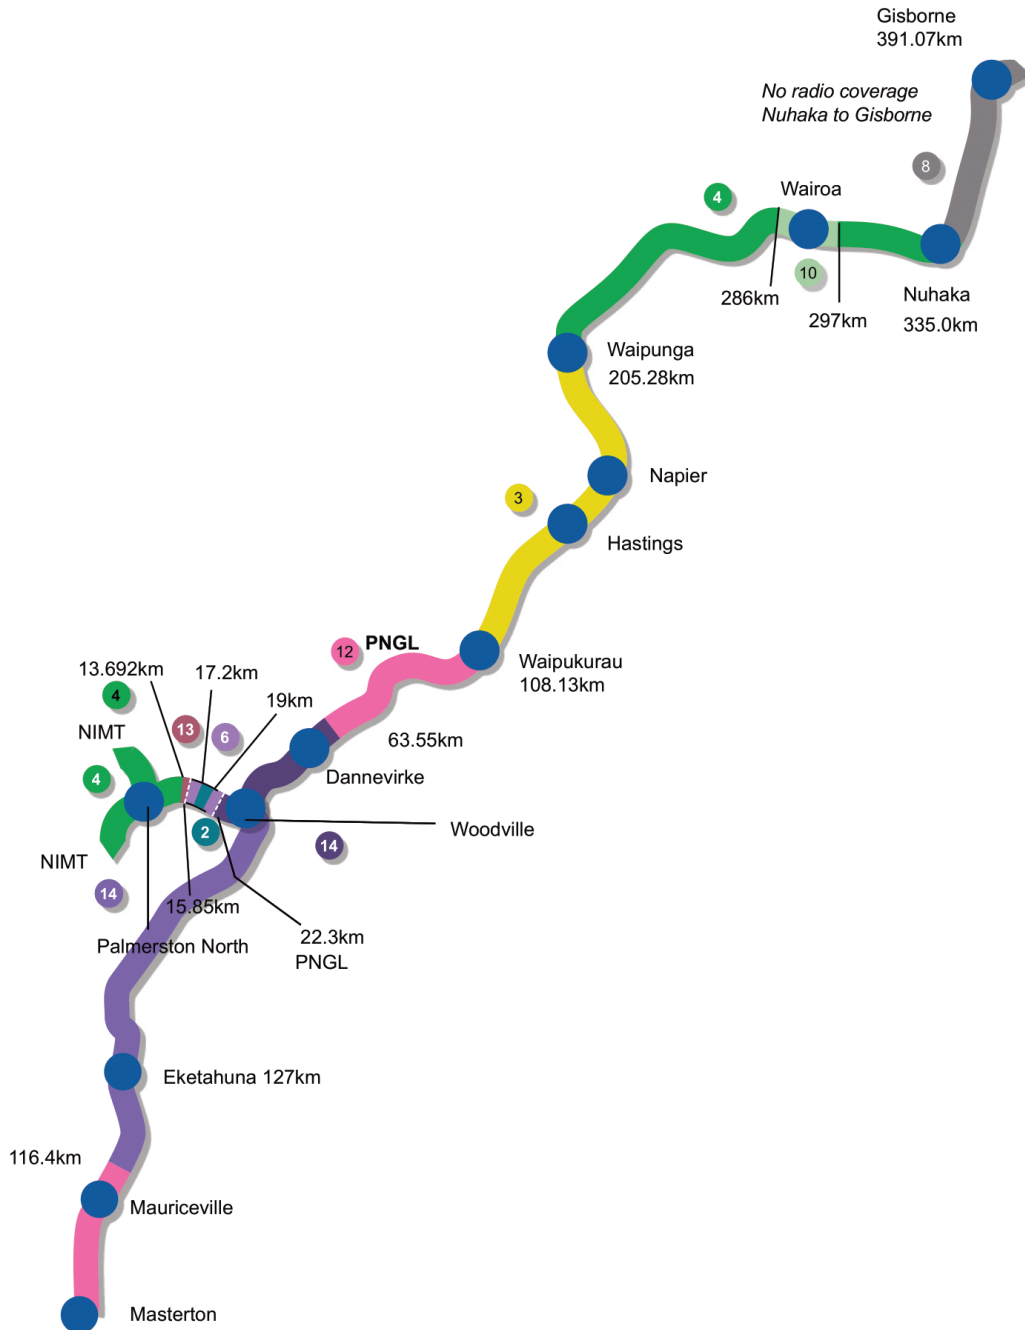 Gisborne
391.07km
No radio coverage
Nuhaka to Gisborne
8
4
Wairoa
10
286km
297km
Nuhaka
335.0km
Waipunga
205.28km
Napier
3
Hastings
12
PNGL
Waipukurau
108.13km
13.692km
17.2km
19km
4
13
6
NIMT
63.55km
Dannevirke
4
2
Woodville
14
NIMT
14
15.85km
22.3km
PNGL
Palmerston North
Eketahuna 127km
116.4km
Mauriceville
Masterton